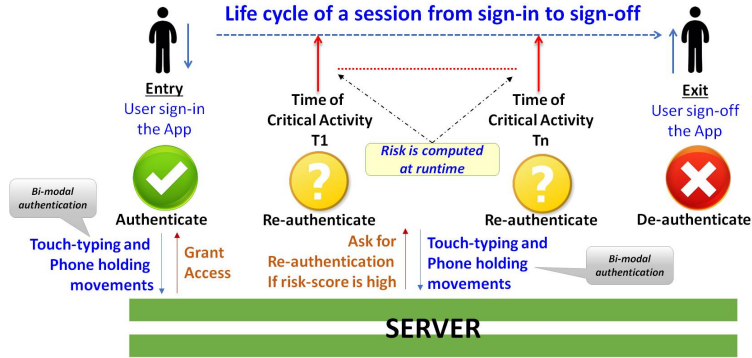 Life cycle of a session from sign-in to sign-off
Entry
User sign-in
the App
Time of
Critical Activity
T1
Time of
Critical Activity
Tn
Exit
User sign-off
the App
Risk is computed
at runtime
?
?
Bi-modal
authentication
Authenticate
Re-authenticate
Re-authenticate
De-authenticate
Touch-typing and
Phone holding
movements
Grant
Access
Ask for
Re-authentication
If risk-score is high
Touch-typing and
Phone holding
movements
Bi-modal
authentication
SERVER